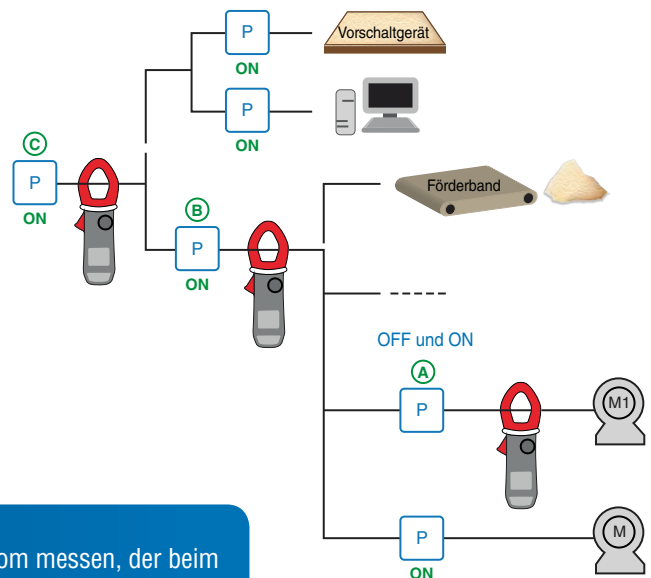 P
ON
Vorschaltgerät
P
ON
C
P
ON
B
P
ON
Förderband
OFF und ON
A
P
M1
P
ON
M
om messen, der beim